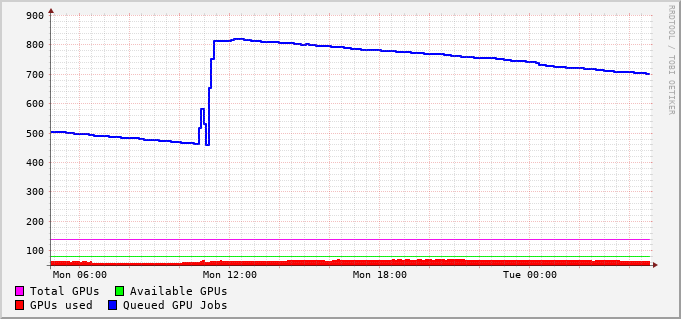 900
800
700
600
500
400
300
200
100
Mon 06:00 Mon 12:00 Mon 18:00 Tue 00:00
Total GPUs Available GPUs
GPUs used Queued GPU Jobs
RRDTOOL / TOBI OETIKER